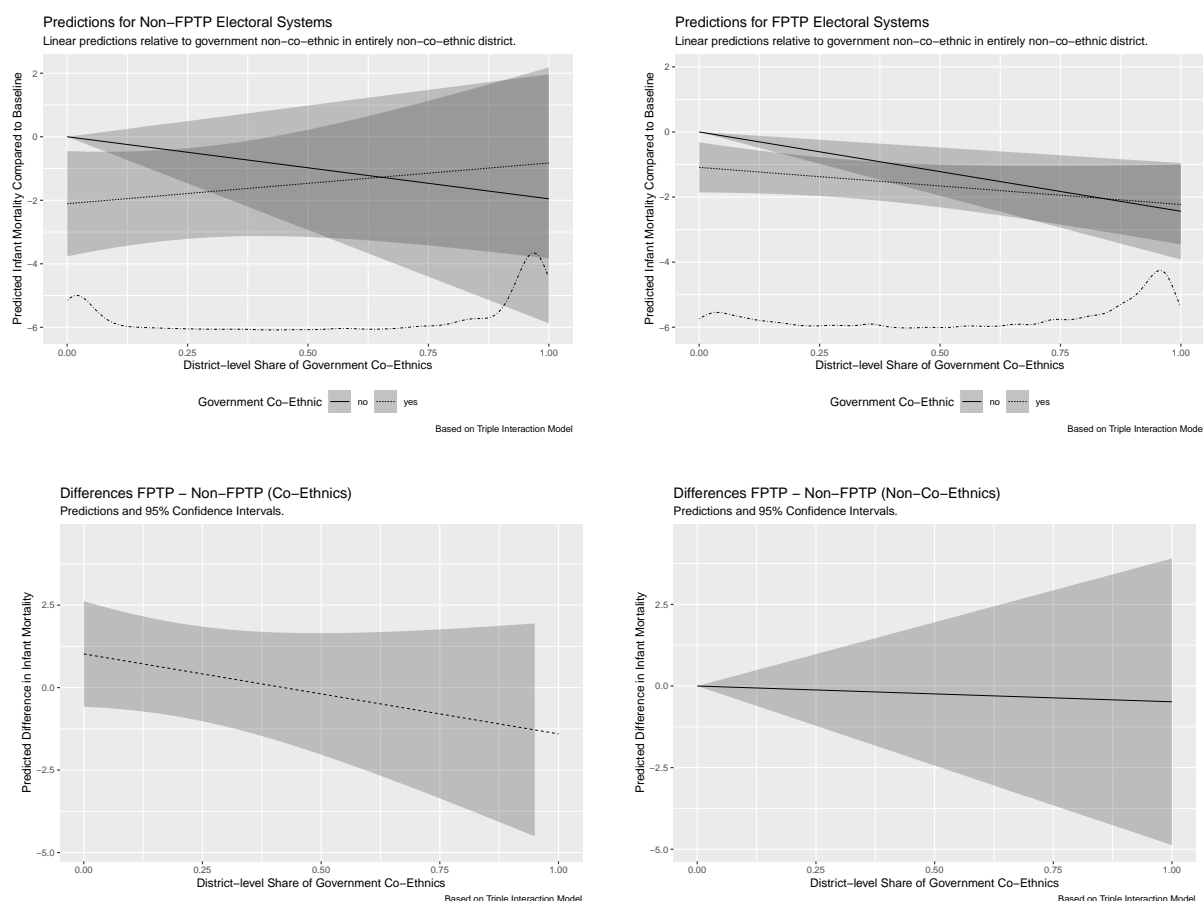 Predictions for Non−FPTP Electoral Systems
Linear predictions relative to government non−co−ethnic in entirely non−co−ethnic district.
Predicted Infant Mortality Compared to Baseline
2
0
−2
−4
−6
0.00
0.25
0.50
0.75
1.00
District−level Share of Government Co−Ethnics
Government Co−Ethnic no yes
Based on Triple Interaction Model
Predictions for FPTP Electoral Systems
Linear predictions relative to government non−co−ethnic in entirely non−co−ethnic district.
Predicted Infant Mortality Compared to Baseline
2
0
−2
−4
−6
0.00
0.25
0.50
0.75
1.00
District−level Share of Government Co−Ethnics
Government Co−Ethnic no yes
Based on Triple Interaction Mode
Differences FPTP − Non−FPTP (Co−Ethnics)
Predictions and 95% Confidence Intervals.
Predicted Difference in Infant Mortality
2.5
0.0
−2.5
−5.0
0.00
0.25
0.50
0.75
1.00
District−level Share of Government Co−Ethnics
Based on Triple Interaction Model
Differences FPTP − Non−FPTP (Non−Co−Ethnics)
Predictions and 95% Confidence Intervals.
Predicted Difference in Infant Mortality
2.5
0.0
−2.5
−5.0
0.00
0.25
0.50
0.75
1.00
District−level Share of Government Co−Ethnics
Based on Triple Interaction Model